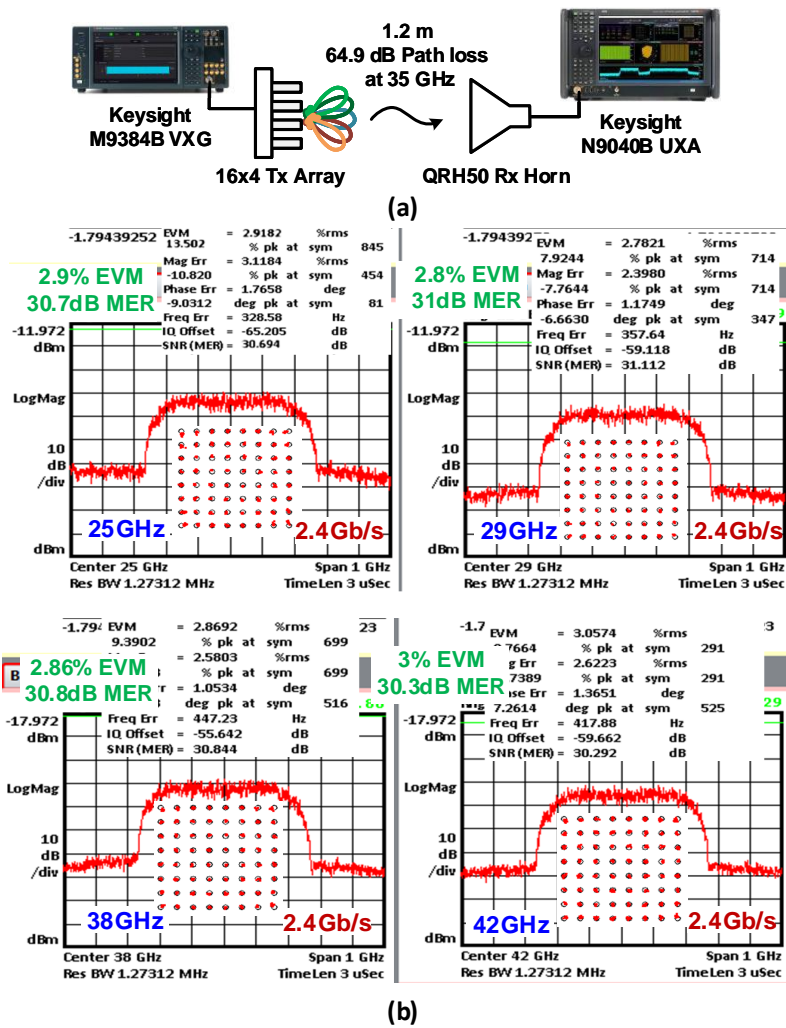 1.2 m
64.9 dB Path loss
at 35 GHz
Keysight
M9384B VXG
Keysight
N9040B UXA
16x4 Tx Array
QRH50 Rx Horn
(a)
-1.79439252
EVM = 2.9182 %rms
13.502 % pk at sym 845
Mag Err = 3.1184 %rms
-10.820 % pk at sym 454
Phase Err = 1.7658 deg
-9.0312 deg pk at sym 81
Freq Err = 328.58 Hz
IQ Offset = -65.205 dB
SNR (MER) = 30.694 dB
2.9% EVM
30.7dB MER
-11.972
dBm
LogMag
10
dB
/div
dBm
25GHz
2.4Gb/s
Center 25 GHz Span 1 GHz
Res BW 1.27312 MHz TimeLen 3 uSec
-1.79439
EVM = 2.7821 %rms
7.9244 % pk at sym 714
Mag Err = 2.3980 %rms
-7.7644 % pk at sym 714
Phase Err = 1.1749 deg
-6.6630 deg pk at sym 347
Freq Err = 357.64 Hz
IQ Offset = -59.118 dB
SNR (MER) = 31.112 dB
2.8% EVM
31dB MER
-11.972
dBm
LogMag
10
dB
/div
dBm
29GHz
2.4Gb/s
Center 29 GHz Span 1 GHz
Res BW 1.27312 MHz TimeLen 3 uSec
-1.794
EVM = 2.8692 %rms 23
9.3902 % pk at sym 699
= 2.5803 %rms
% pk at sym 699
= 1.0534 deg
deg pk at sym 516
Freq Err = 447.23 Hz
IQ Offset = -55.642 dB
SNR (MER) = 30.844 dB
B
2.86% EVM
30.8dB MER
-17.972
dBm
LogMag
10
dB
/div
dBm
38GHz
2.4Gb/s
Center 38 GHz Span 1 GHz
Res BW 1.27312 MHz TimeLen 3 uSec
-1.7
EVM = 3.0574 %rms 23
7664 % pk at sym 291
Err = 2.6223 %rms
7389 % pk at sym 291
Err = 1.3651 deg
7.2614 deg pk at sym 525
Freq Err = 417.88 Hz
IQ Offset = -59.662 dB
SNR (MER) = 30.292 dB
3% EVM
30.3dB MER
-17.972
dBm
LogMag
10
dB
/div
dBm
42GHz
2.4Gb/s
Center 42 GHz Span 1 GHz
Res BW 1.27312 MHz TimeLen 3 uSec
(b)